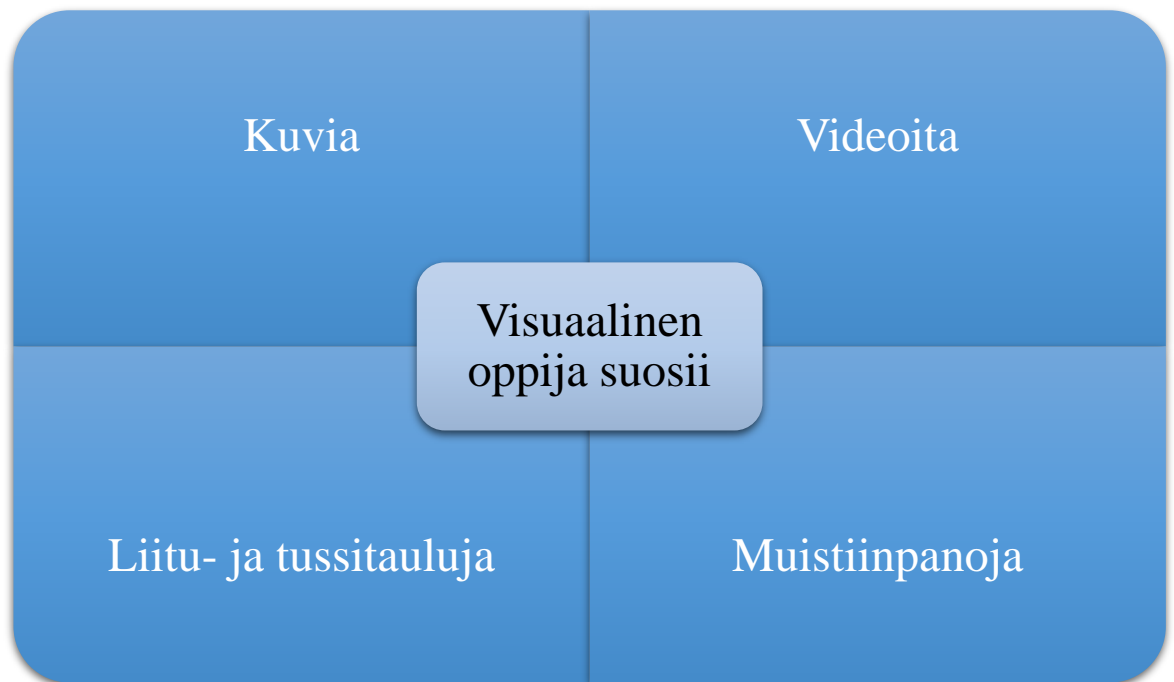 Kuvia
Videoita
Visuaalinen
oppija suosii
Liitu- ja tussitauluja
Muistiinpanoja